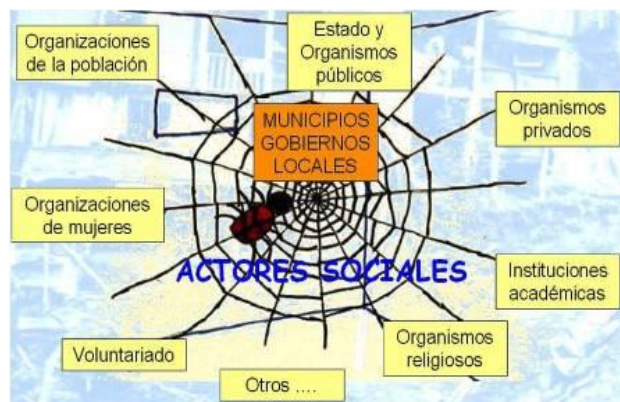 Organizaciones
de la población
Estado y
Organismos
públicos
Organismos
privados
MUNICIPIOS
GOBIERNOS
LOCALES
Organizaciones
de mujeres
ACTORES SOCIALES
Instituciones
académicas
Voluntariado
Organismos
religiosos
Otros ....